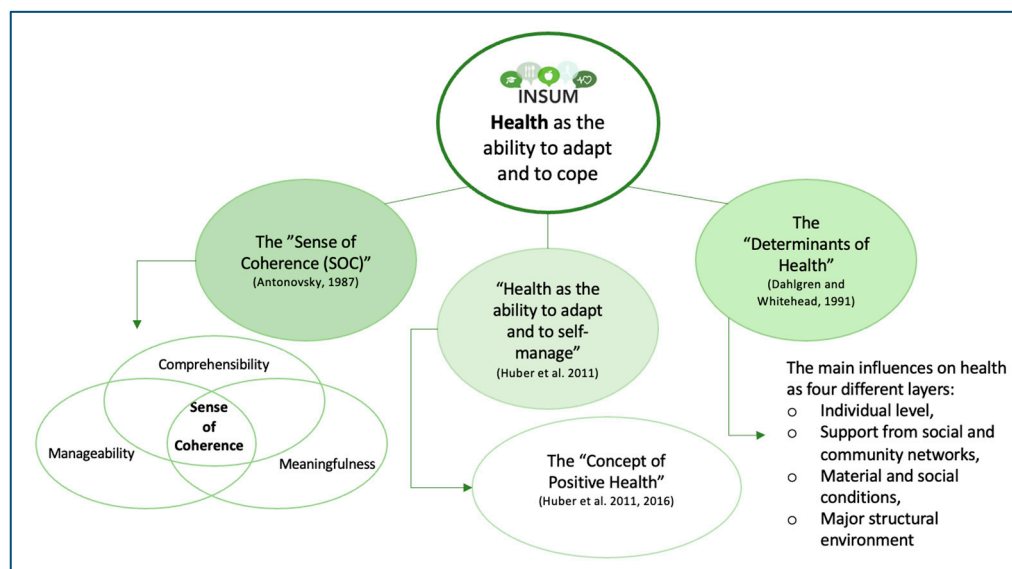 INSUM
Health as the
ability to adapt
and to cope
The ”Sense of
Coherence (SOC)”
(Antonovsky, 1987)
“Health as the
ability to adapt
and to self-
manage”
(Huber et al. 2011)
The
“Determinants of
Health”
(Dahlgren and
Whitehead, 1991)
Comprehensibility
Sense
of
Coherence
Manageability
Meaningfulness
The “Concept of
Positive Health”
(Huber et al. 2011, 2016)
The main influences on health
as four different layers:
o Individual level,
o Support from social and
community networks,
o Material and social
conditions,
o Major structural
environment